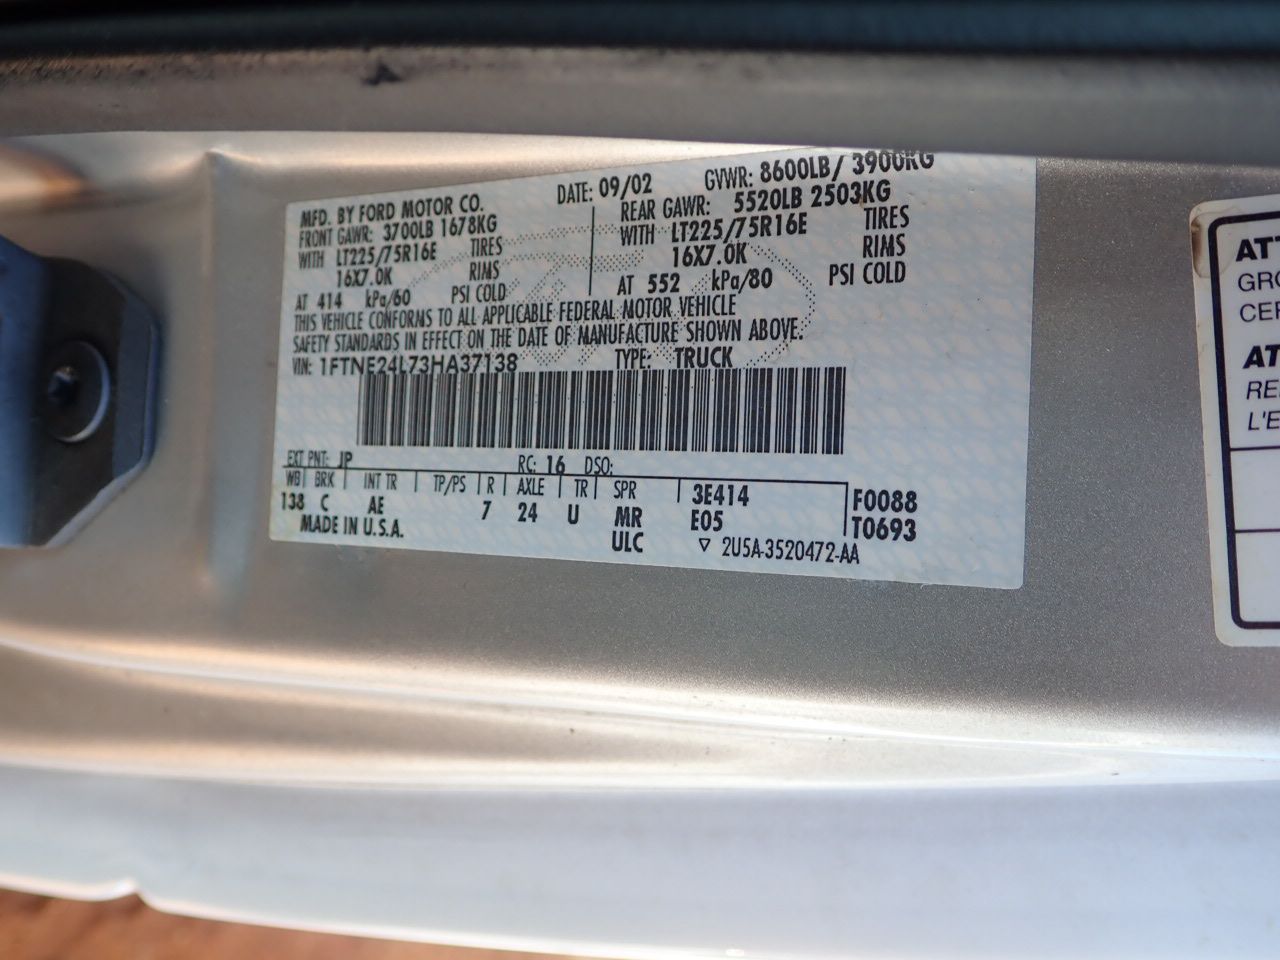 MFD. BY FORD MOTOR CO.
DATE: 09/02
GVWR: 8600LB/ 3900KG
FRONT GAWR: 3700LB 1678KG
REAR GAWR: 5520LB 2503KG
WITH LT225/75R16E TIRES
WITH LT225/75R16E TIRES
16X7.0K RIMS
16X7.0K RIMS
AT 414 kPa/60 PSI COLD
AT 552 kPa/80 PSI COLD
THIS VEHICLE CONFORMS TO ALL APPLICABLE FEDERAL MOTOR VEHICLE
SAFETY STANDARDS IN EFFECT ON THE DATE OF MANUFACTURE SHOWN ABOVE.
VIN: 1FTNE24L73HA37138 TYPE: TRUCK
EXT PNT: JP RC: 16 DSO:
WB BRK INT TR TP/PS R AXLE TR SPR 3E414 F0088
138 C AE 7 24 U MR E05 T0693
MADE IN U.S.A. ULC ▽ 2U5A-3520472-AA
ATT
GRO
CER
AT
RE
L'E